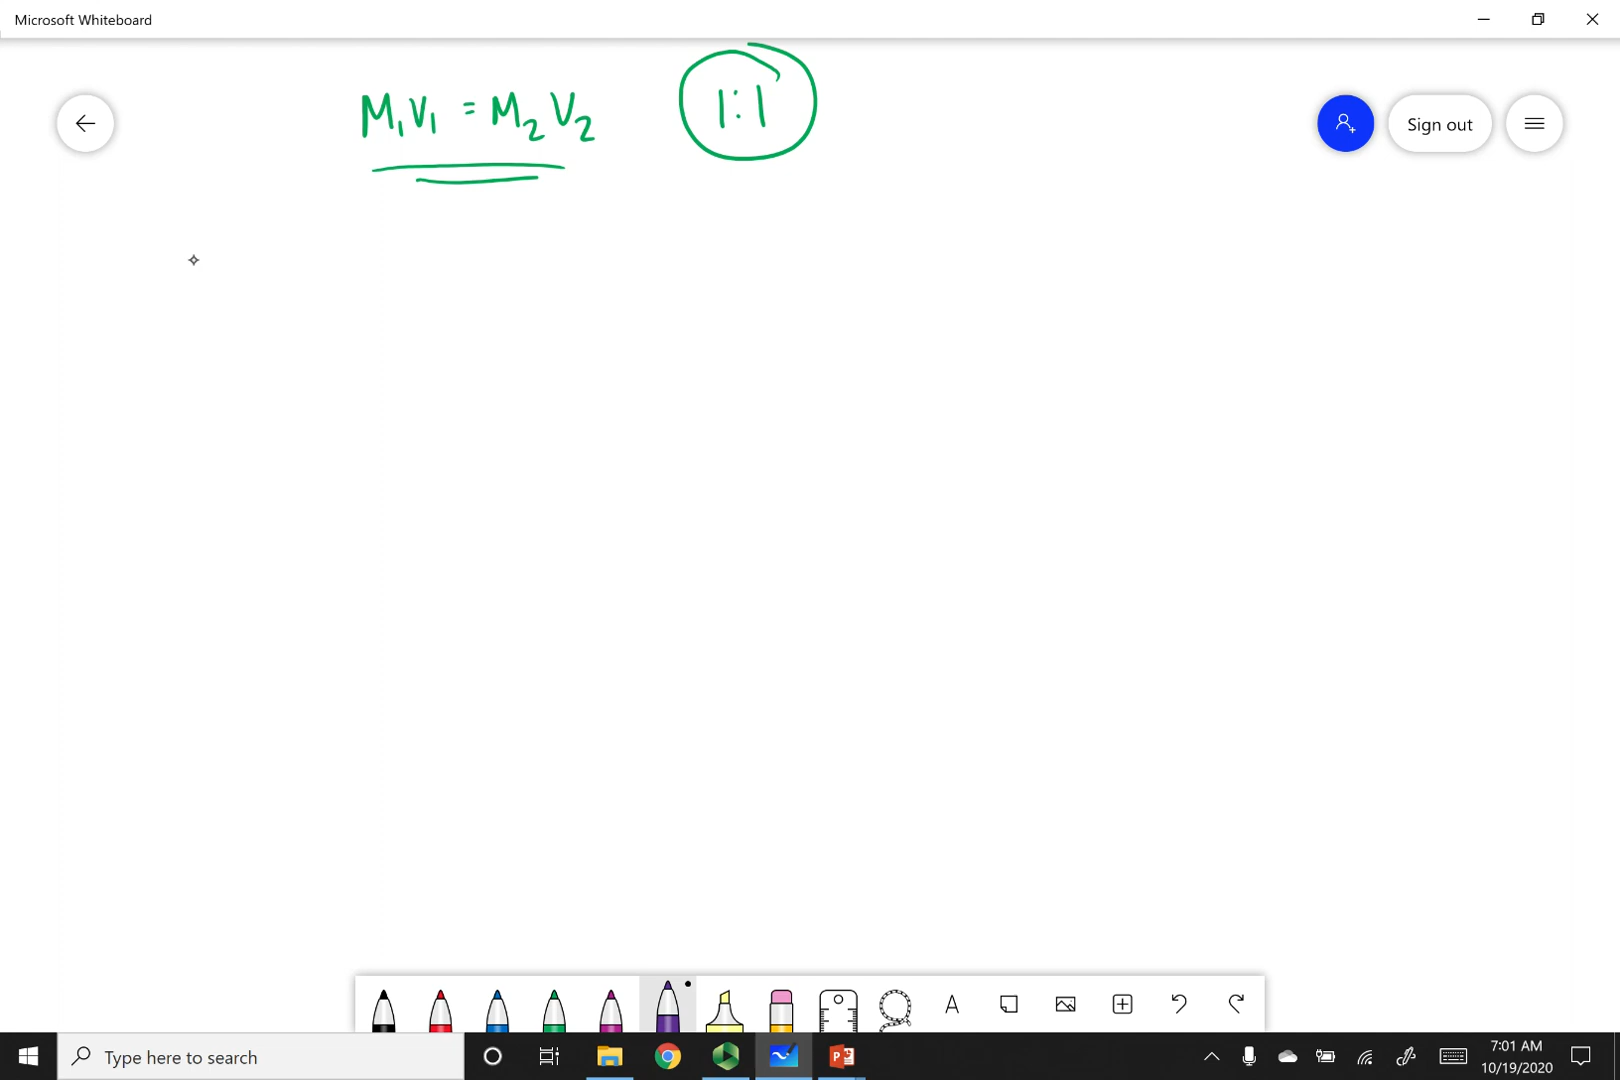 Microsoft Whiteboard
M₁V₁ = M₂V₂
1:1
Sign out
Type here to search
7:01 AM
10/19/2020